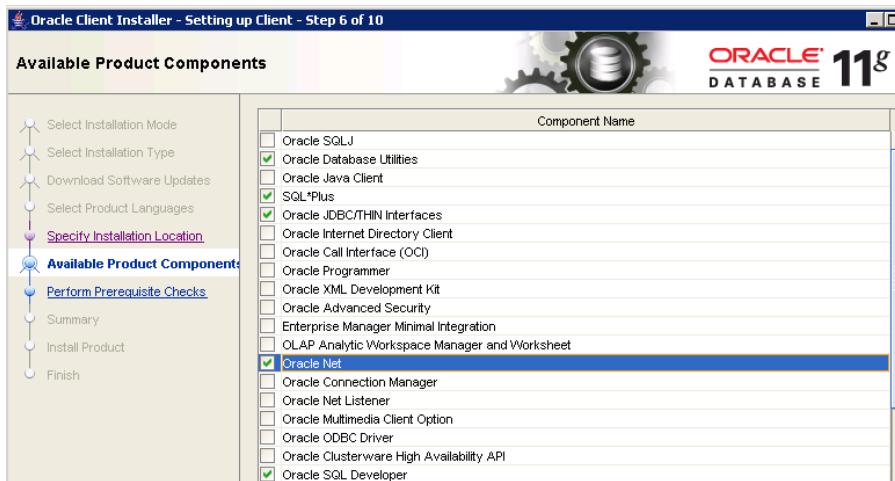 Oracle Client Installer - Setting up Client - Step 6 of 10
Available Product Components
ORACLE
DATABASE
11g
Select Installation Mode
Select Installation Type
Download Software Updates
Select Product Languages
Specify Installation Location
Available Product Components
Perform Prerequisite Checks
Summary
Install Product
Finish
Component Name
Oracle SQLJ
Oracle Database Utilities
Oracle Java Client
SQL*Plus
Oracle JDBC/THIN Interfaces
Oracle Internet Directory Client
Oracle Call Interface (OCI)
Oracle Programmer
Oracle XML Development Kit
Oracle Advanced Security
Enterprise Manager Minimal Integration
OLAP Analytic Workspace Manager and Worksheet
Oracle Net
Oracle Connection Manager
Oracle Net Listener
Oracle Multimedia Client Option
Oracle ODBC Driver
Oracle Clusterware High Availability API
Oracle SQL Developer